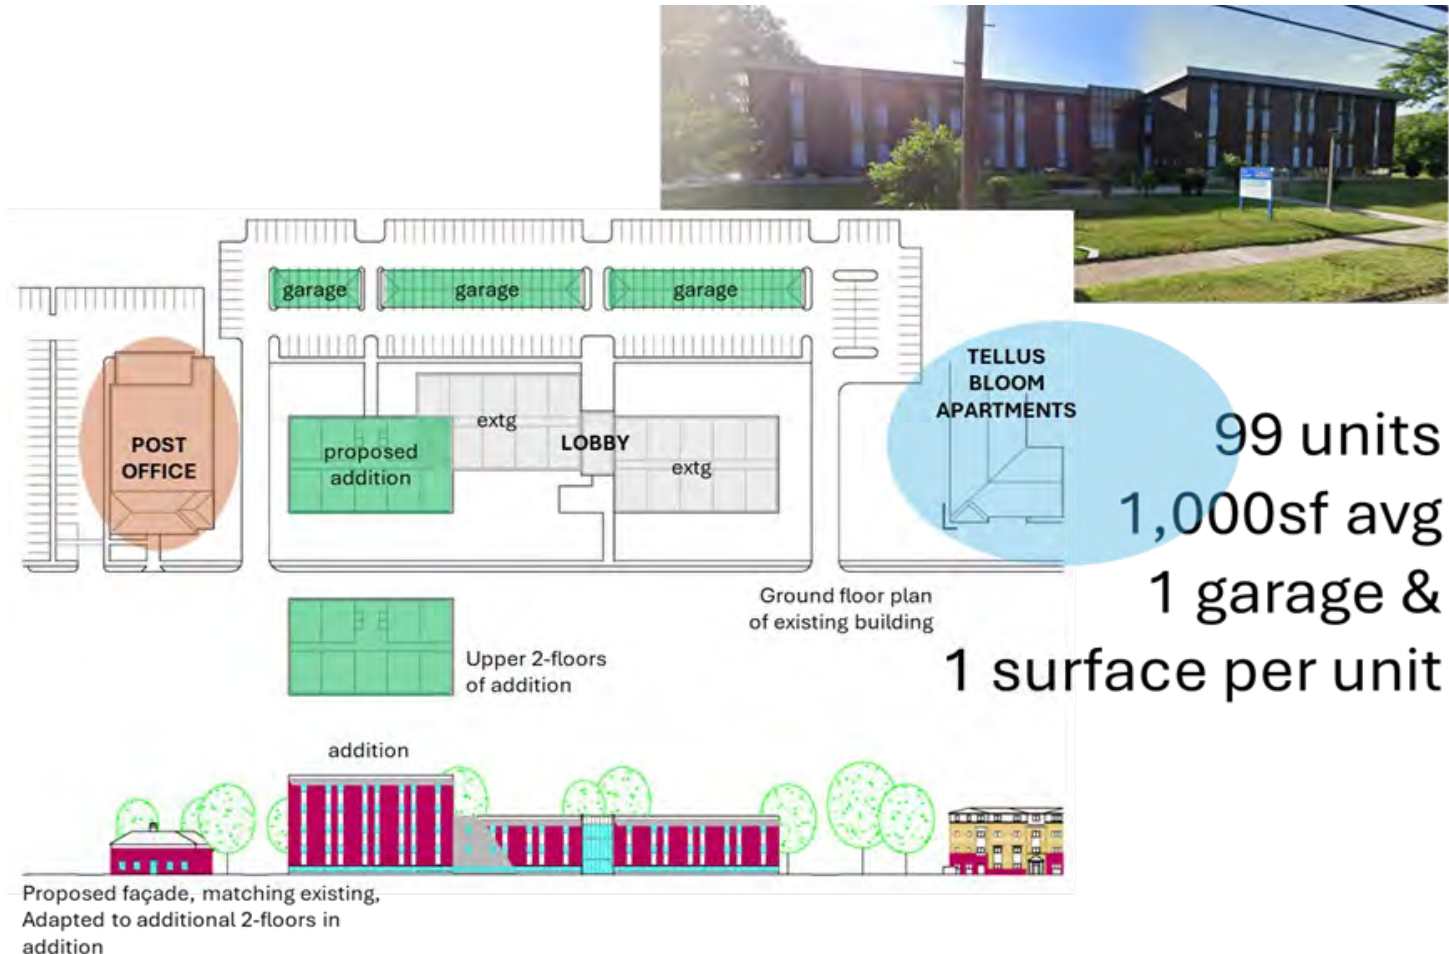 garage
garage
garage
POST
OFFICE
proposed
addition
extg
LOBBY
extg
TELLUS
BLOOM
APARTMENTS
99 units
1,000sf avg
1 garage &
1 surface per unit
Ground floor plan
of existing building
Upper 2-floors
of addition
addition
Proposed façade, matching existing,
Adapted to additional 2-floors in
addition